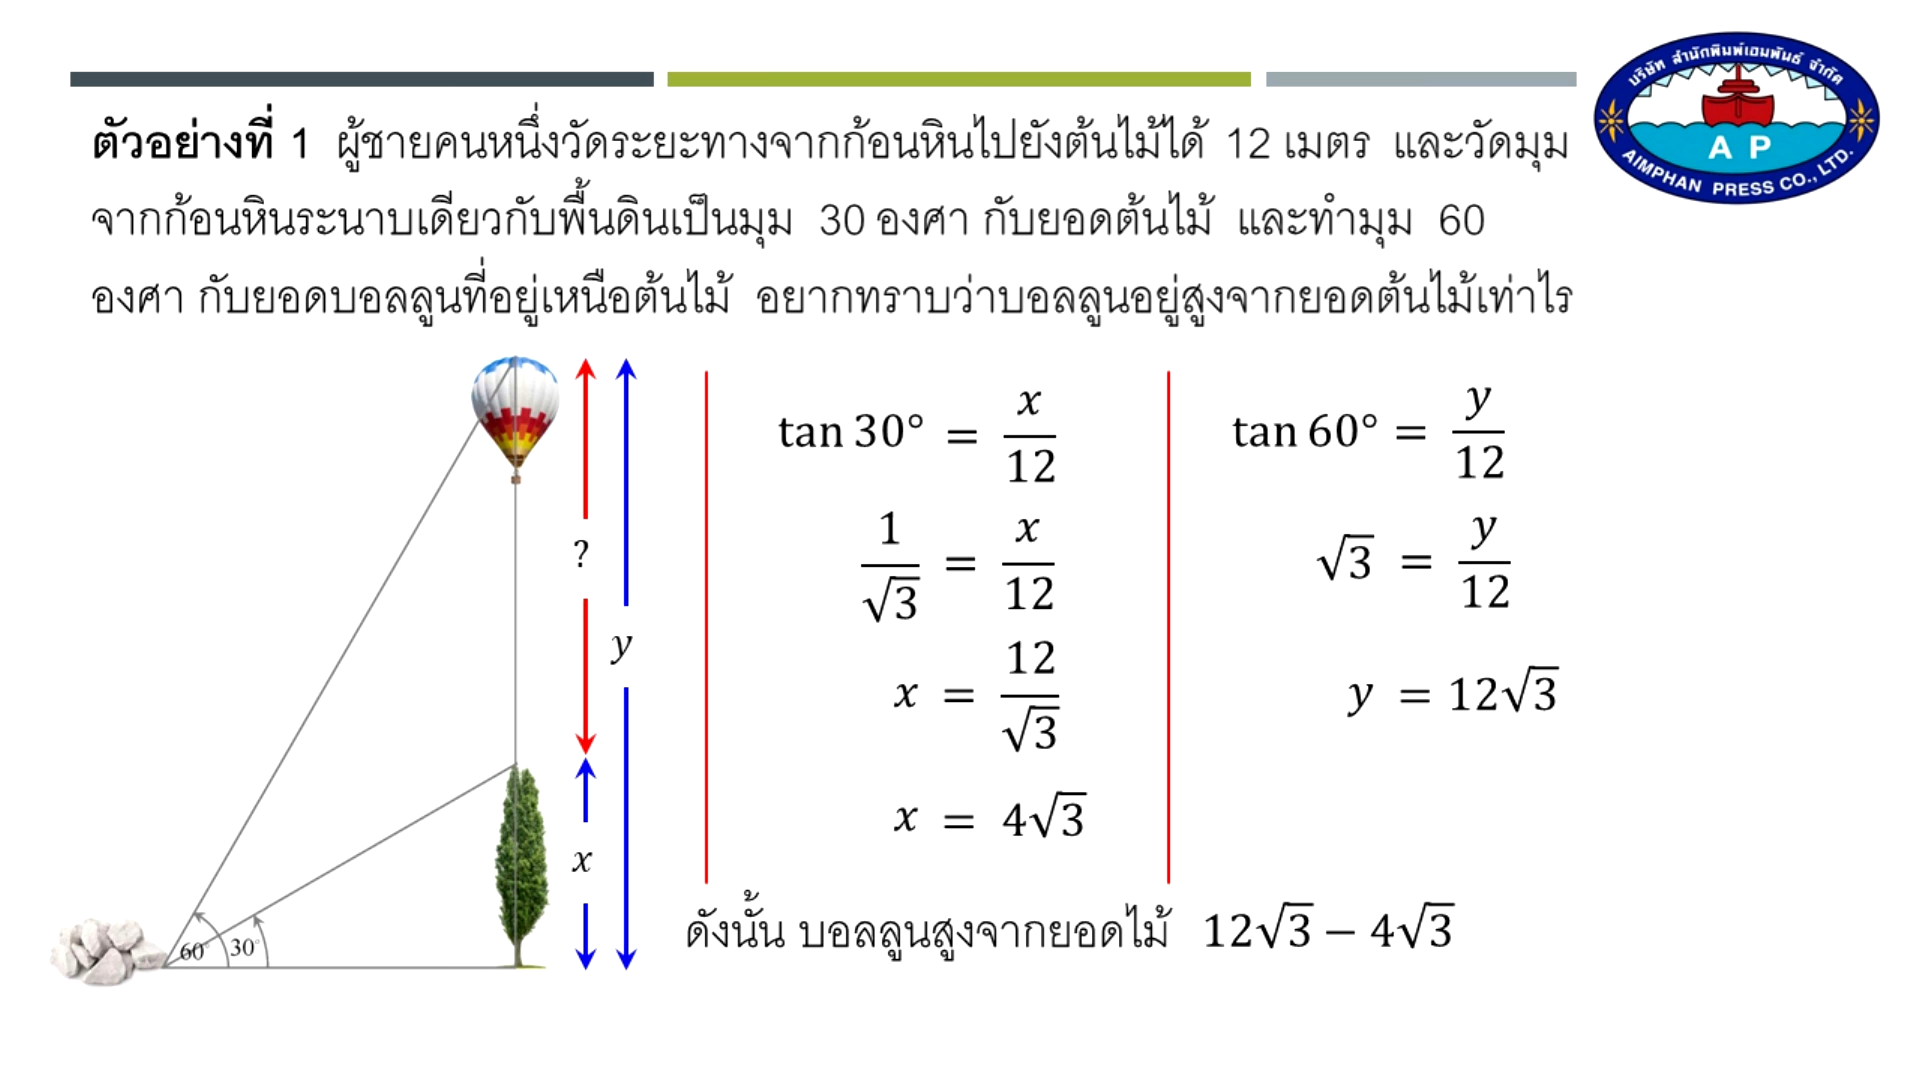 บริษัท สำนักพิมพ์เอมพันธ์ จำกัด
A P
AIMPHAN PRESS CO., LTD.
ตัวอย่างที่ 1 ผู้ชายคนหนึ่งวัดระยะทางจากก้อนหินไปยังต้นไม้ได้ 12 เมตร และวัดมุม
จากก้อนหินระนาบเดียวกับพื้นดินเป็นมุม 30 องศา กับยอดต้นไม้ และทำมุม 60
องศา กับยอดบอลลูนที่อยู่เหนือต้นไม้ อยากทราบว่าบอลลูนอยู่สูงจากยอดต้นไม้เท่าไร
?
y
x
60°
30°
tan 30° = x/12
1/√3 = x/12
x = 12/√3
x = 4√3
tan 60° = y/12
√3 = y/12
y = 12√3
ดังนั้น บอลลูนสูงจากยอดไม้ 12√3 − 4√3